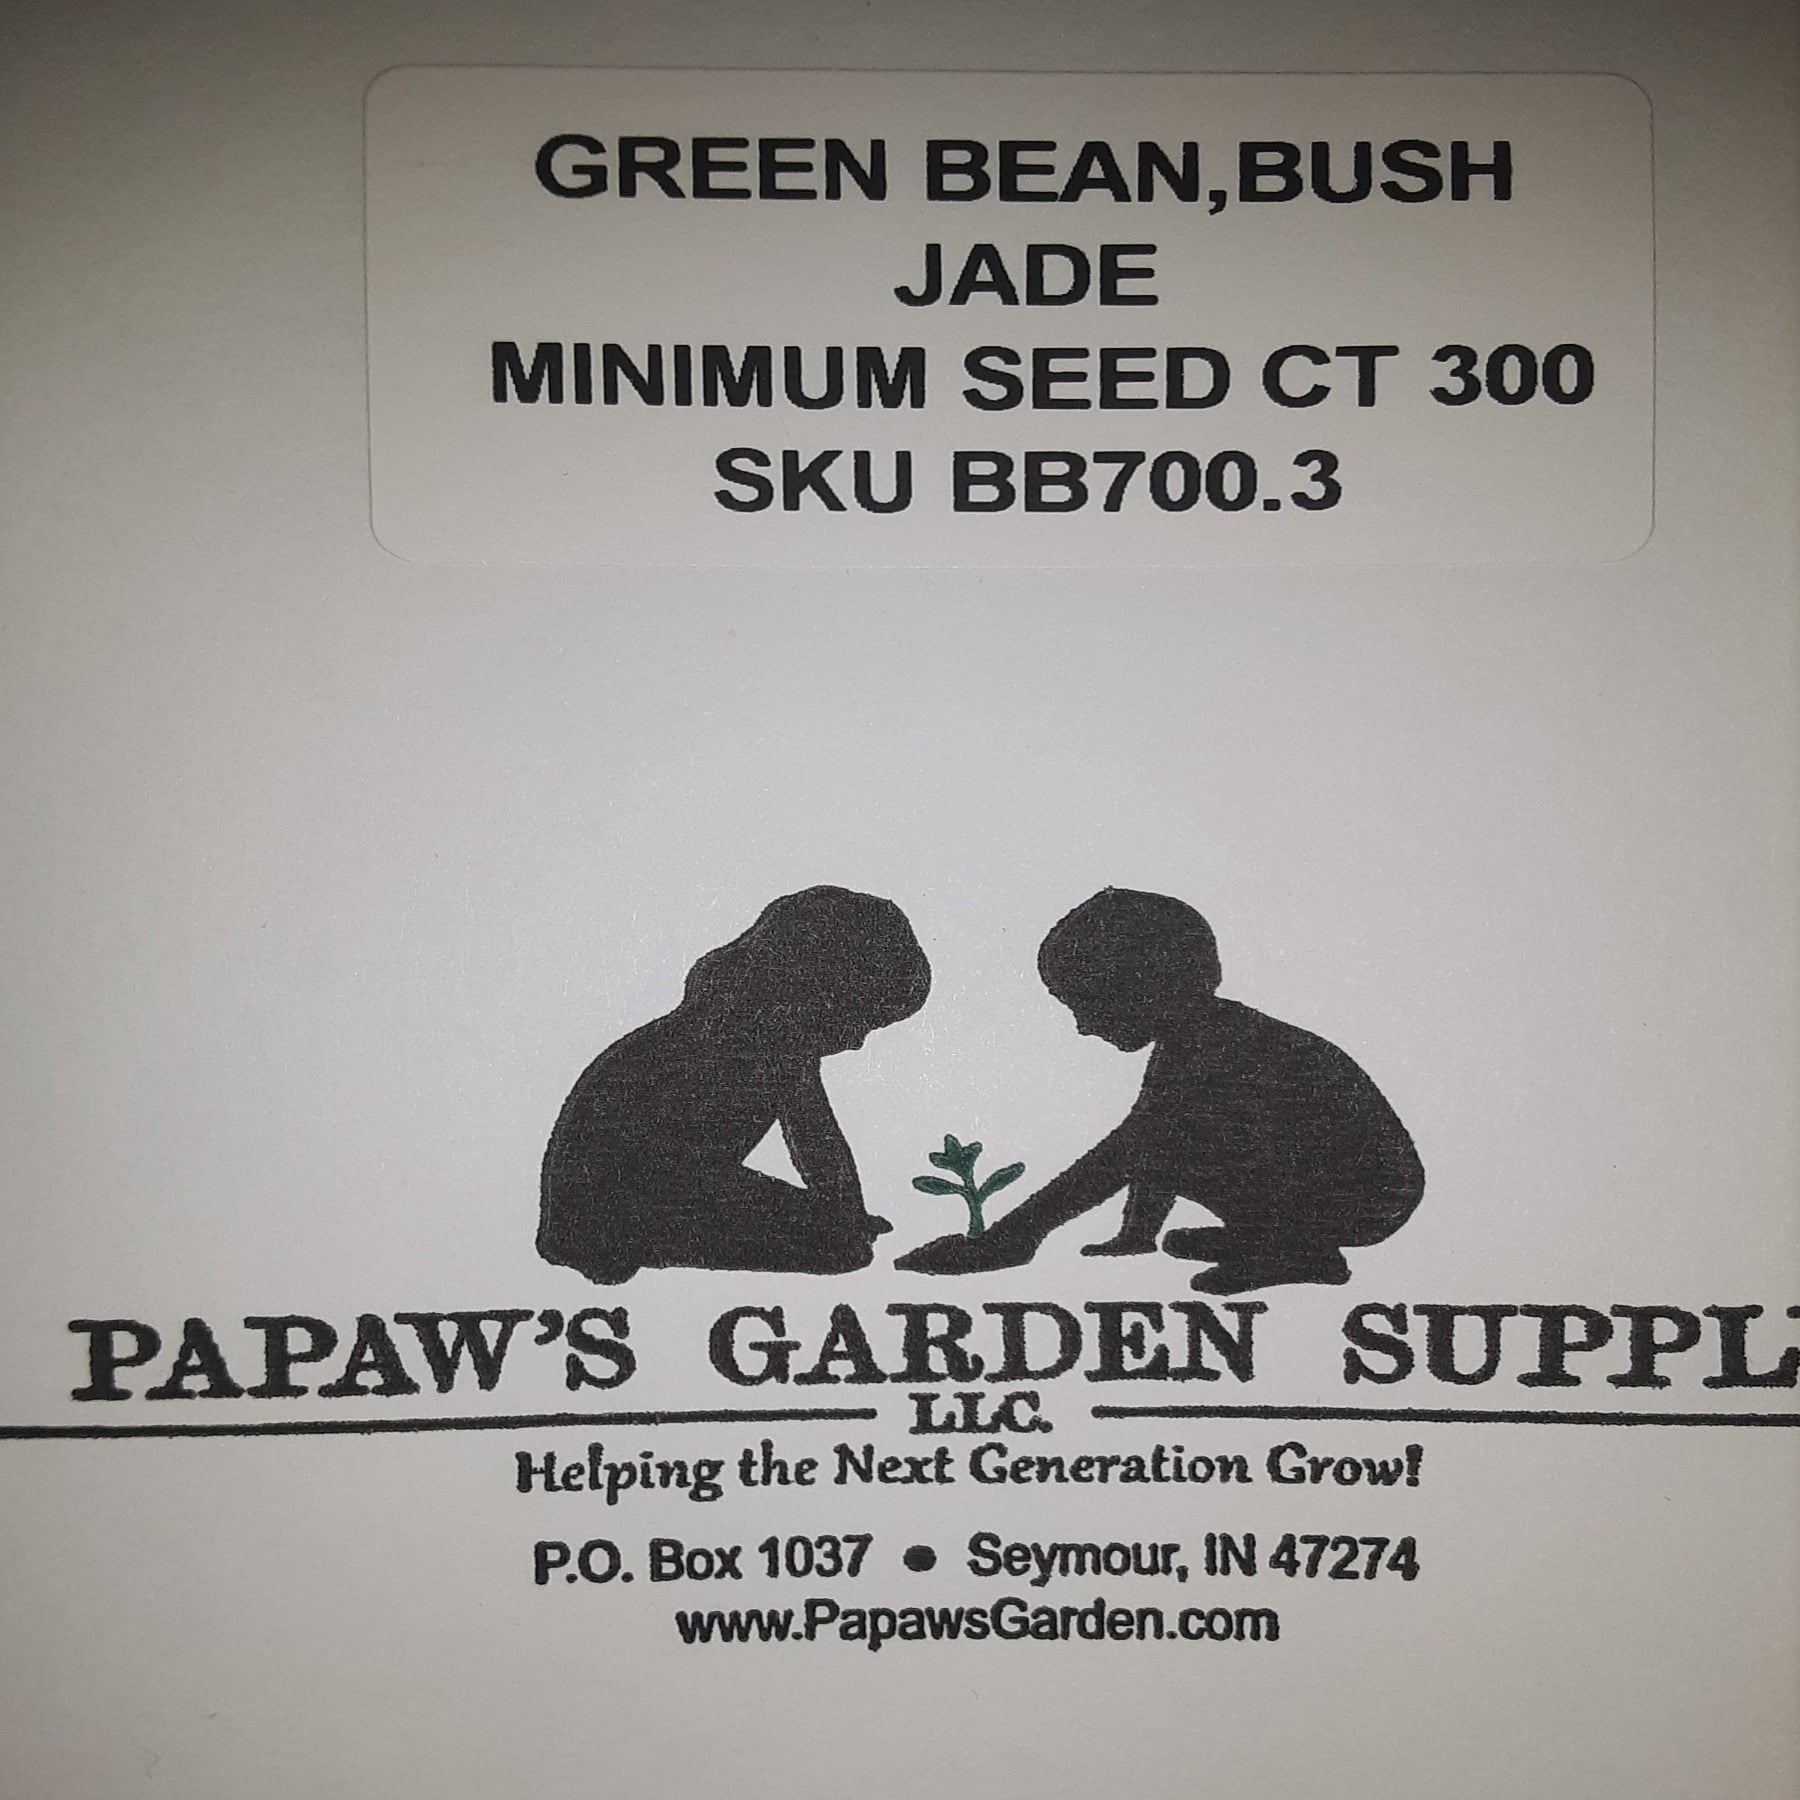 GREEN BEAN,BUSH
JADE
MINIMUM SEED CT 300
SKU BB700.3
PAPAW'S GARDEN SUPPL
LLC.
Helping the Next Generation Grow!
P.O. Box 1037 ● Seymour, IN 47274
www.PapawsGarden.com